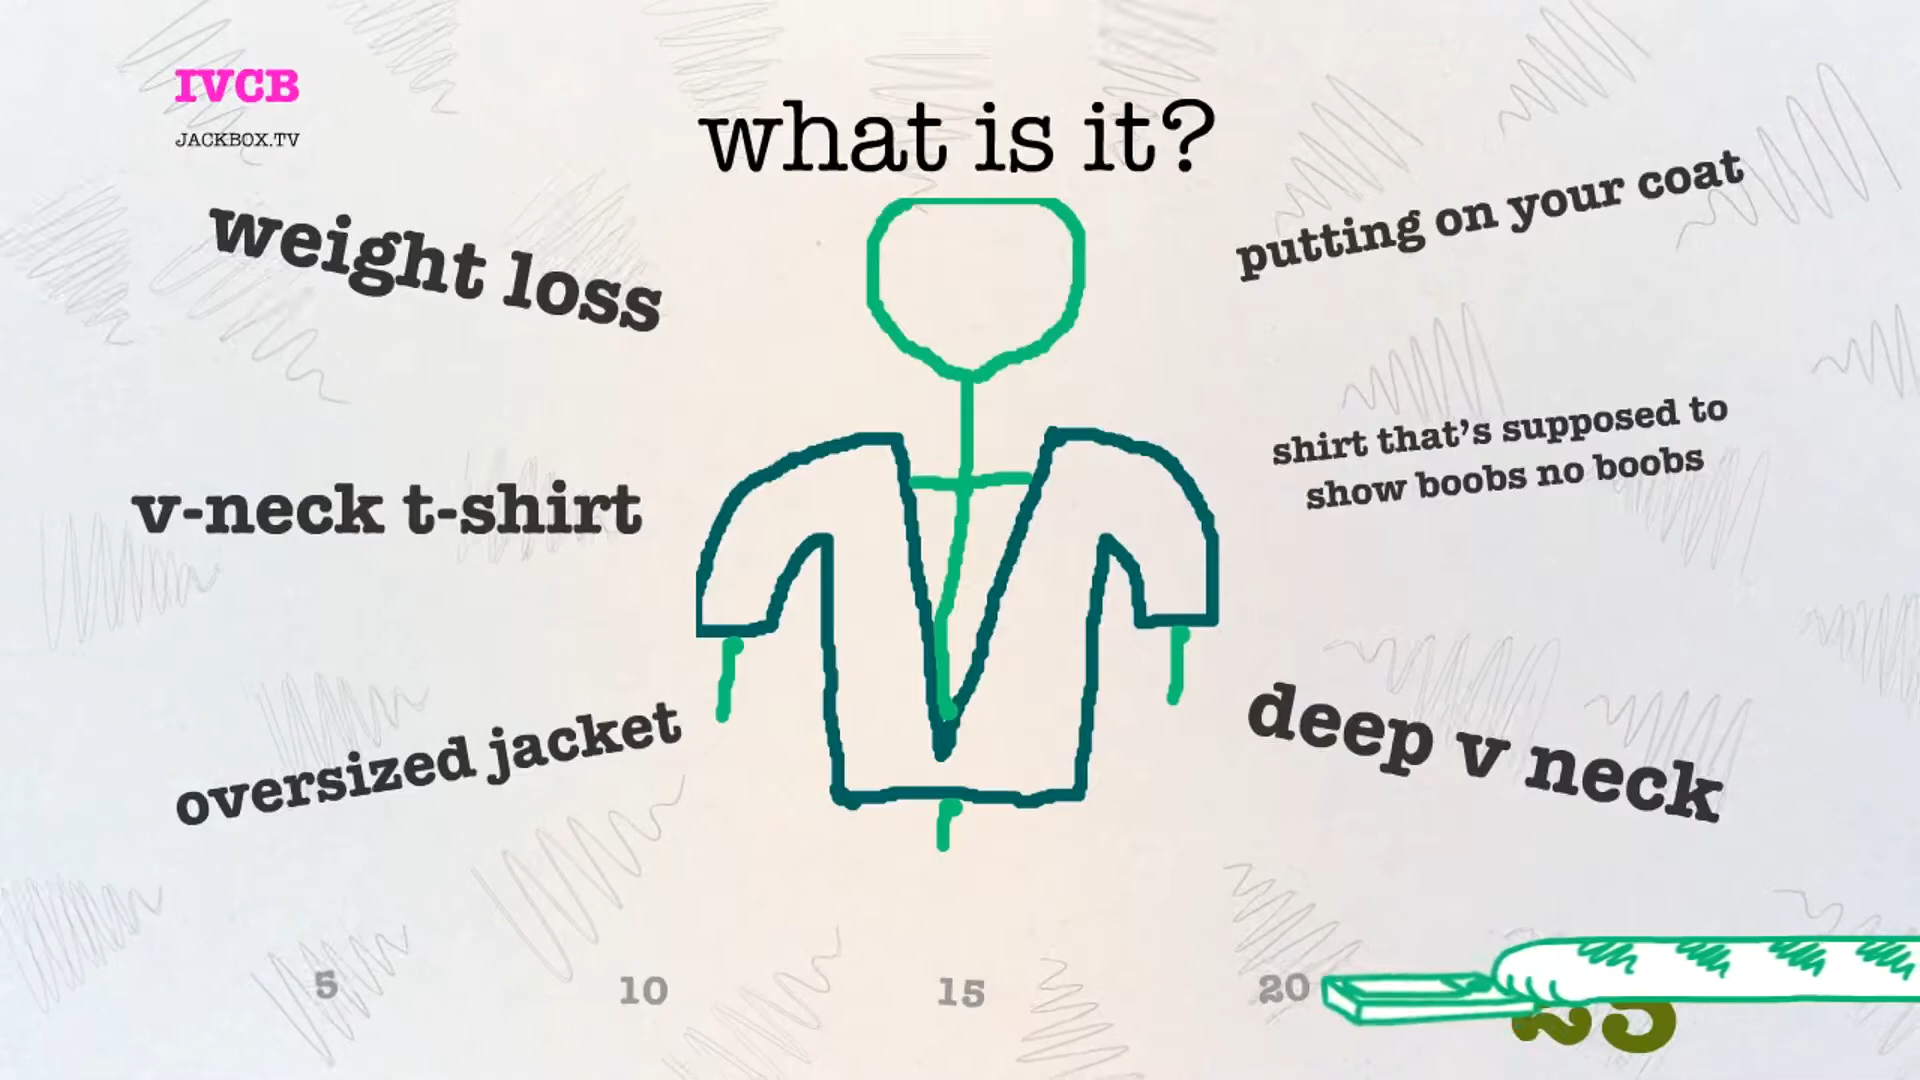 IVCB
JACKBOX.TV
what is it?
weight loss
putting on your coat
v-neck t-shirt
shirt that's supposed to
show boobs no boobs
oversized jacket
deep v neck
5
10
15
20
25